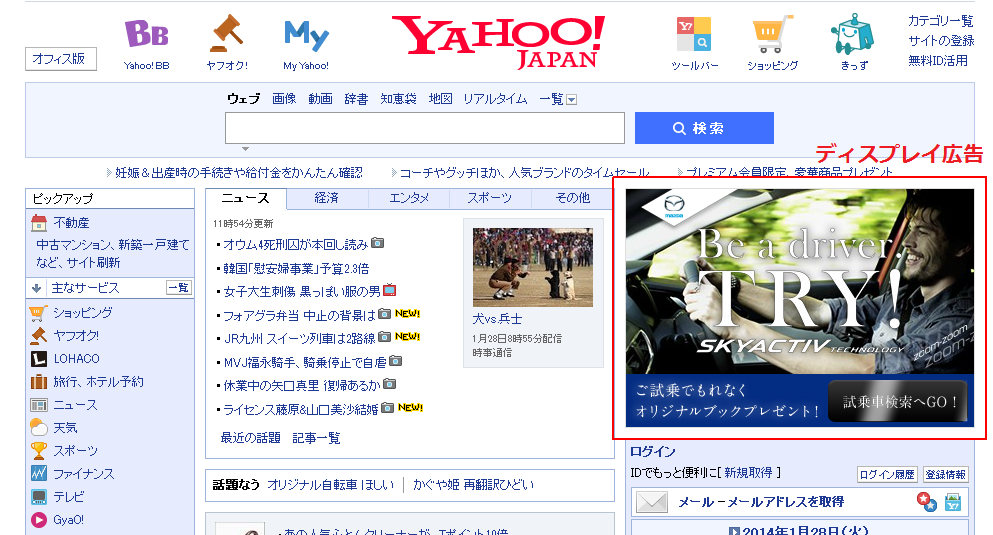 オフィス版
BB
Yahoo! BB
ヤフオク!
My
My Yahoo!
YAHOO!
JAPAN
ツールバー
ショッピング
きっず
カテゴリ一覧
サイトの登録
無料ID活用
ウェブ 画像 動画 辞書 知恵袋 地図 リアルタイム 一覧
検索
ディスプレイ広告
妊娠&出産時の手続きや給付金をかんたん確認
コーチやグッチほか、人気ブランドのタイムセール
プレミアム会員限定、豪華商品プレゼント
ピックアップ
不動産
中古マンション、新築一戸建て
など、サイト刷新
主なサービス 一覧
ショッピング
ヤフオク!
LOHACO
旅行、ホテル予約
ニュース
天気
スポーツ
ファイナンス
テレビ
GyaO!
ニュース 経済 エンタメ スポーツ その他
11時54分更新
オウム4死刑囚が本回し読み
韓国「慰安婦事業」予算2.3倍
女子大生刺傷 黒っぽい服の男
フォアグラ弁当 中止の背景は NEW!
JR九州 スイーツ列車は2路線 NEW!
MVJ福永騎手、騎乗停止で自虐
休業中の矢口真里 復帰あるか
ライセンス藤原&山口美沙結婚 NEW!
最近の話題 記事一覧
犬vs.兵士
1月28日8時55分配信
時事通信
話題なう オリジナル自転車 ほしい かぐや姫 再翻訳ひどい
あの人気ふとんクリーナーが、Tポイント10倍
mazda
Be a driver.
TRY!
SKYACTIV TECHNOLOGY
zoom-zoom
zoom-zoom
ご試乗でもれなく
オリジナルブックプレゼント!
試乗車検索へGO!
ログイン
IDでもっと便利に[ 新規取得 ]
ログイン履歴 登録情報
メール－メールアドレスを取得
2014年1月28日(火)